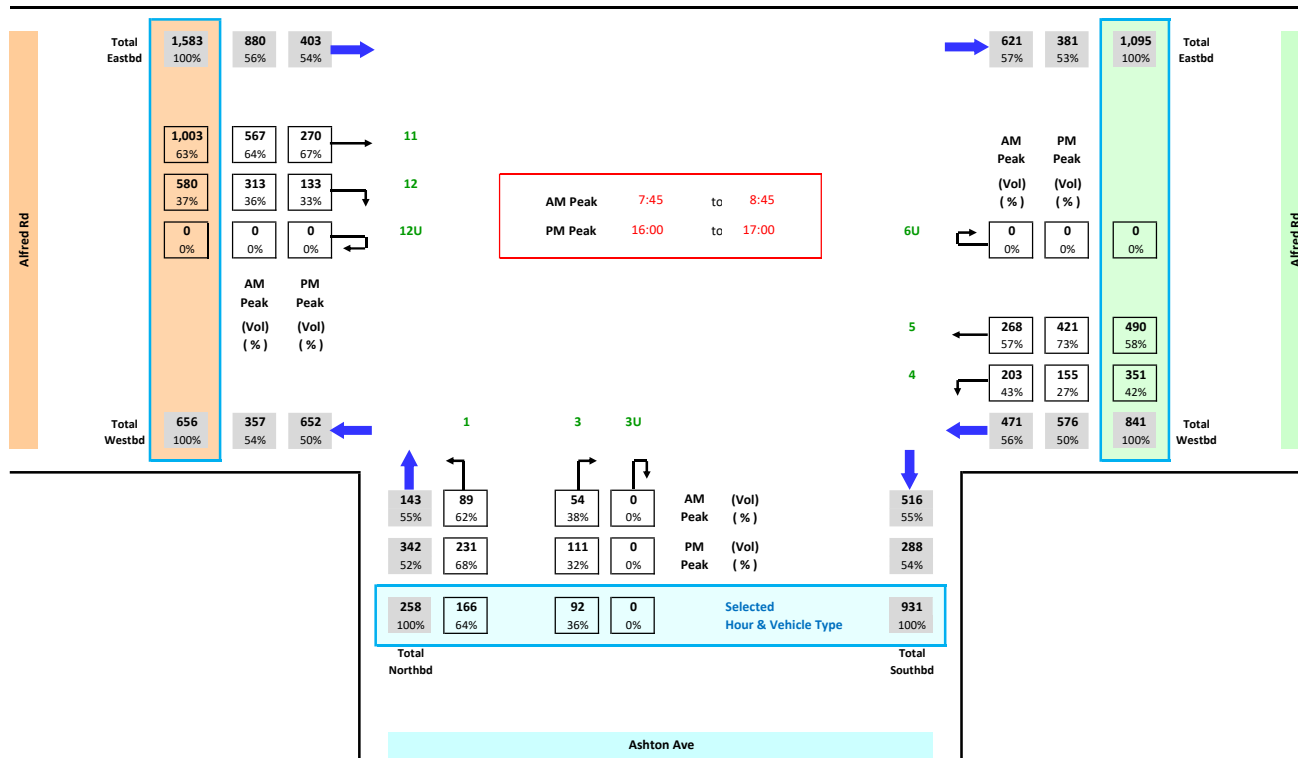 Total 1,583 880 403 621 381 1,095 Total
Eastbd 100% 56% 54% 57% 53% 100% Eastbd
1,003 567 270 11
63% 64% 67%
AM PM
Peak Peak
580 313 133 12
37% 36% 33%
(Vol) (Vol)
( % ) ( % )
AM Peak 7:45 to 8:45
PM Peak 16:00 to 17:00
0 0 0 12U 6U 0 0 0
0% 0% 0% 0% 0% 0%
Alfred Rd
Alfred Rd
AM PM
Peak Peak
(Vol) (Vol)
( % ) ( % )
5 268 421 490
57% 73% 58%
4 203 155 351
43% 27% 42%
Total 656 357 652 1 3 3U 471 576 841 Total
Westbd 100% 54% 50% 56% 50% 100% Westbd
143 89 54 0 AM (Vol) 516
55% 62% 38% 0% Peak ( % ) 55%
342 231 111 0 PM (Vol) 288
52% 68% 32% 0% Peak ( % ) 54%
258 166 92 0 Selected 931
100% 64% 36% 0% Hour & Vehicle Type 100%
Total Total
Northbd Southbd
Ashton Ave